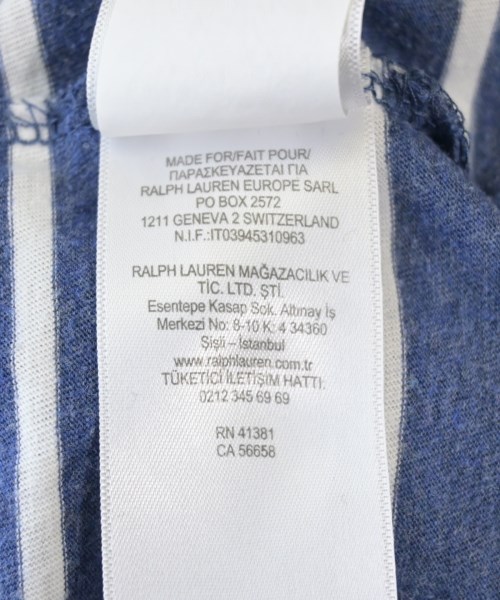 MADE FOR/FAIT POUR/
ΠΑΡΑΣΚΕΥΑΖΕΤΑΙ ΓΙΑ
RALPH LAUREN EUROPE SARL
PO BOX 2572
1211 GENEVA 2 SWITZERLAND
N.I.F.:IT03945310963
RALPH LAUREN MAĞAZACILIK VE
TİC. LTD. ŞTİ.
Esentepe Kasap Sok. Altınay İş
Merkezi No: 8-10 K: 4 34360
Şişli – İstanbul
www.ralphlauren.com.tr
TÜKETİCİ İLETİŞİM HATTI:
0212 345 69 69
RN 41381
CA 56658